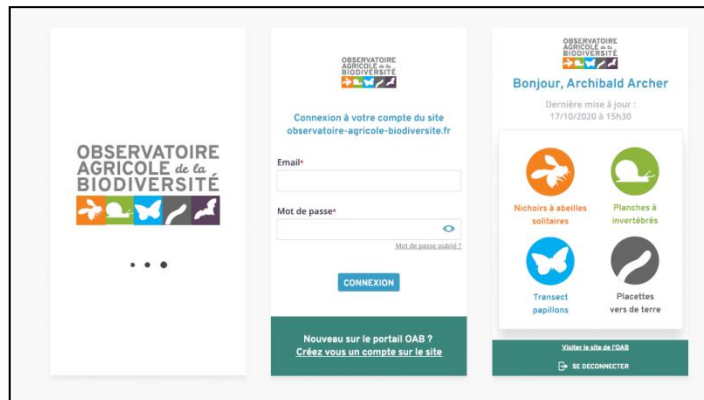 OBSERVATOIRE
AGRICOLE de la
BIODIVERSITÉ
OBSERVATOIRE
AGRICOLE de la
BIODIVERSITÉ
Connexion à votre compte du site
observatoire-agricole-biodiversite.fr
Email*
Mot de passe*
Mot de passe oublié ?
CONNEXION
Nouveau sur le portail OAB ?
Créez vous un compte sur le site
OBSERVATOIRE
AGRICOLE de la
BIODIVERSITÉ
Bonjour, Archibald Archer
Dernière mise à jour :
17/10/2020 à 15h30
Nichoirs à abeilles
solitaires
Planches à
invertébrés
Transect
papillons
Placettes
vers de terre
Visiter le site de l'OAB
SE DECONNECTER